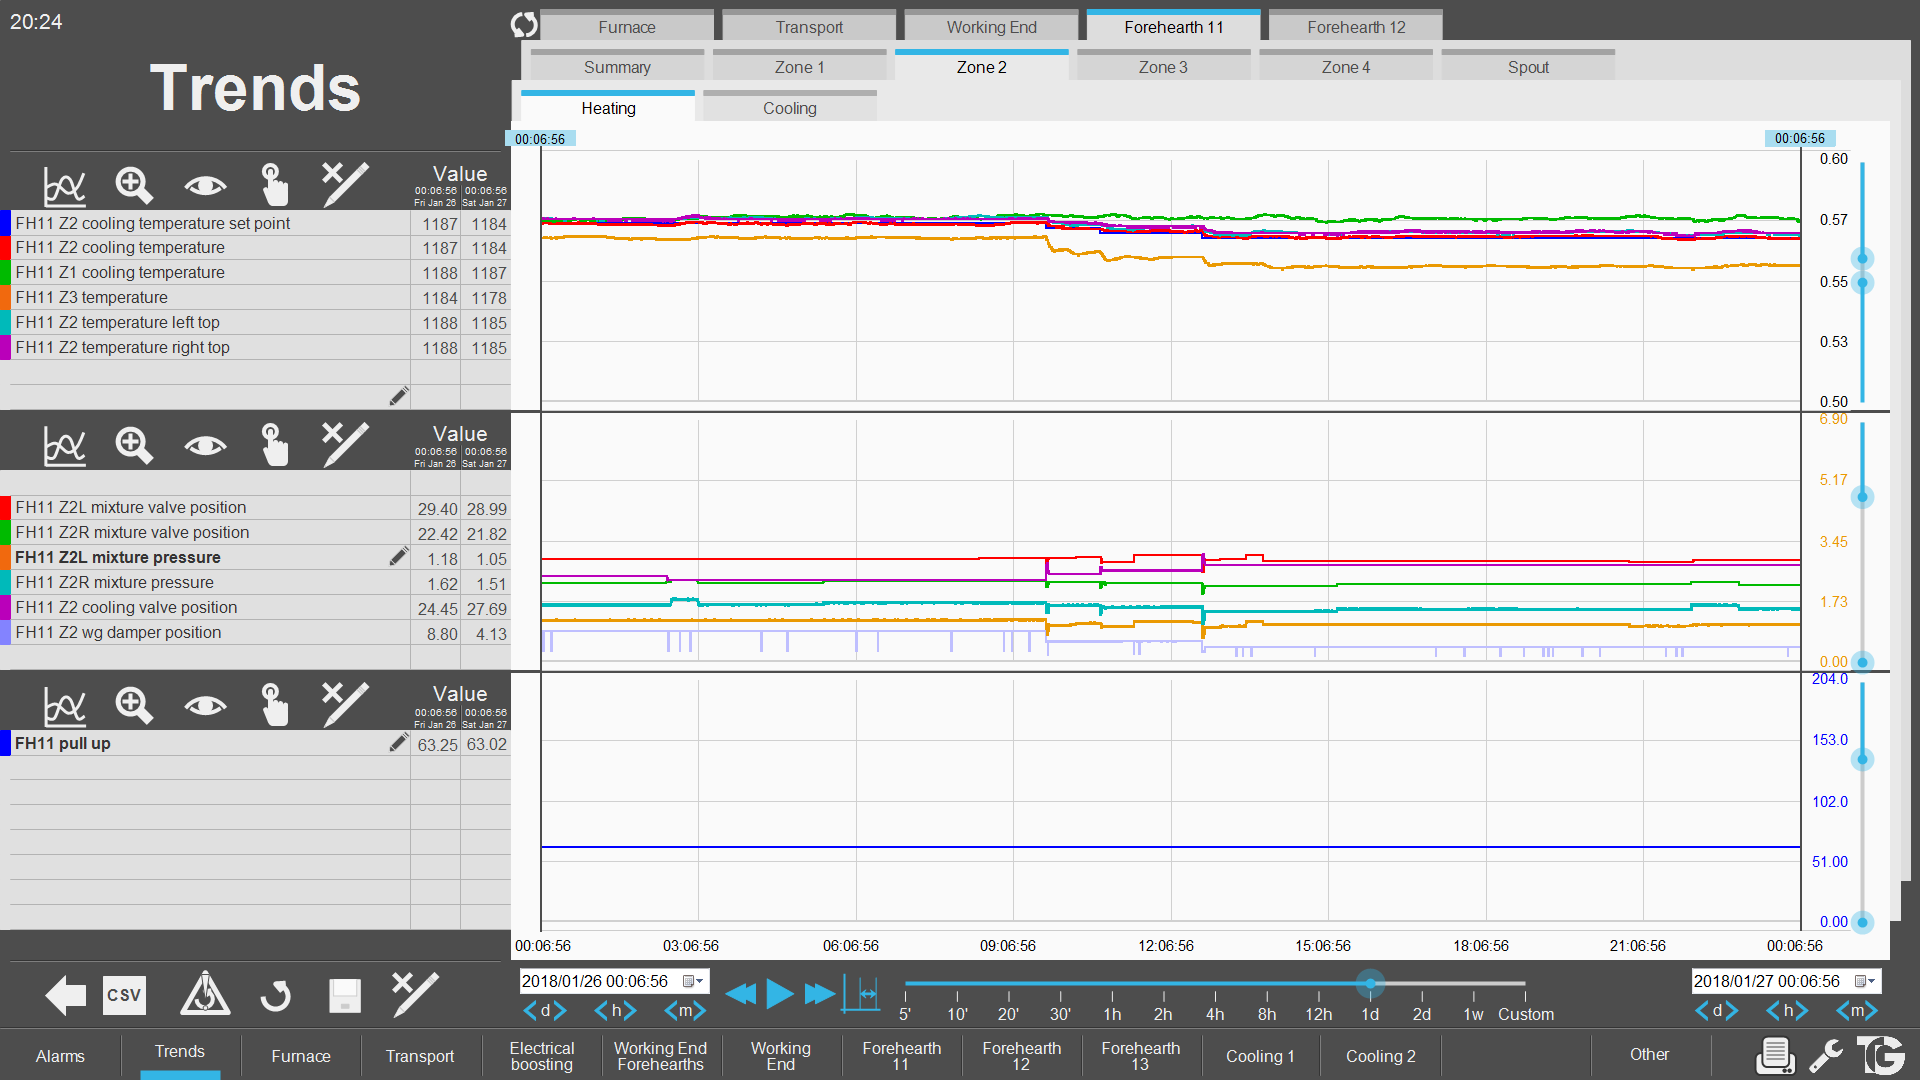 20:24
Trends
Furnace
Transport
Working End
Forehearth 11
Forehearth 12
Summary
Zone 1
Zone 2
Zone 3
Zone 4
Spout
Heating
Cooling
00:06:56
00:06:56
Value
00:06:56 00:06:56
Fri Jan 26 Sat Jan 27
FH11 Z2 cooling temperature set point 1187 1184
FH11 Z2 cooling temperature 1187 1184
FH11 Z1 cooling temperature 1188 1187
FH11 Z3 temperature 1184 1178
FH11 Z2 temperature left top 1188 1185
FH11 Z2 temperature right top 1188 1185
0.60
0.57
0.55
0.53
0.50
Value
00:06:56 00:06:56
Fri Jan 26 Sat Jan 27
FH11 Z2L mixture valve position 29.40 28.99
FH11 Z2R mixture valve position 22.42 21.82
FH11 Z2L mixture pressure 1.18 1.05
FH11 Z2R mixture pressure 1.62 1.51
FH11 Z2 cooling valve position 24.45 27.69
FH11 Z2 wg damper position 8.80 4.13
6.90
5.17
3.45
1.73
0.00
Value
00:06:56 00:06:56
Fri Jan 26 Sat Jan 27
FH11 pull up 63.25 63.02
204.0
153.0
102.0
51.00
0.00
00:06:56 03:06:56 06:06:56 09:06:56 12:06:56 15:06:56 18:06:56 21:06:56 00:06:56
CSV
2018/01/26 00:06:56
d h m
5' 10' 20' 30' 1h 2h 4h 8h 12h 1d 2d 1w Custom
2018/01/27 00:06:56
d h m
Alarms
Trends
Furnace
Transport
Electrical
boosting
Working End
Forehearths
Working
End
Forehearth
11
Forehearth
12
Forehearth
13
Cooling 1
Cooling 2
Other
TG